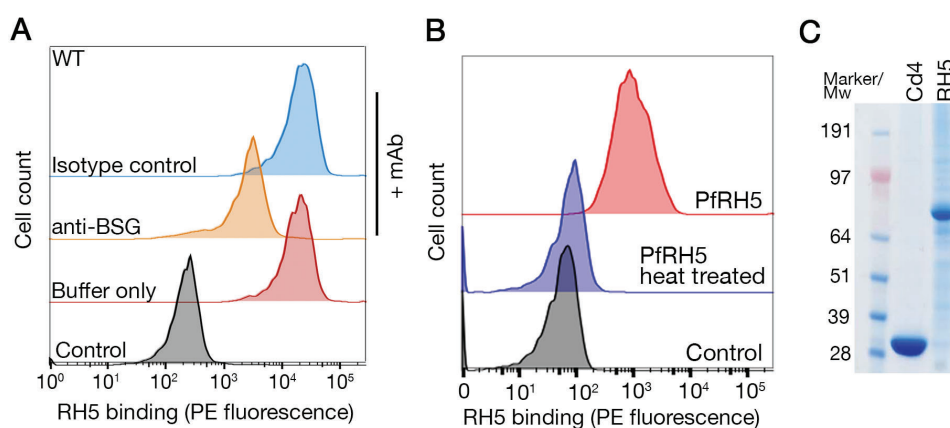 A
WT
Cell count
Isotype control
anti-BSG
Buffer only
Control
+ mAb
10⁰ 10¹ 10² 10³ 10⁴ 10⁵
RH5 binding (PE fluorescence)
B
Cell count
PfRH5
PfRH5
heat treated
Control
0 10¹ 10² 10³ 10⁴ 10⁵
RH5 binding (PE fluorescence)
C
Marker/
Mw
Cd4
RH5
191
97
64
51
39
28